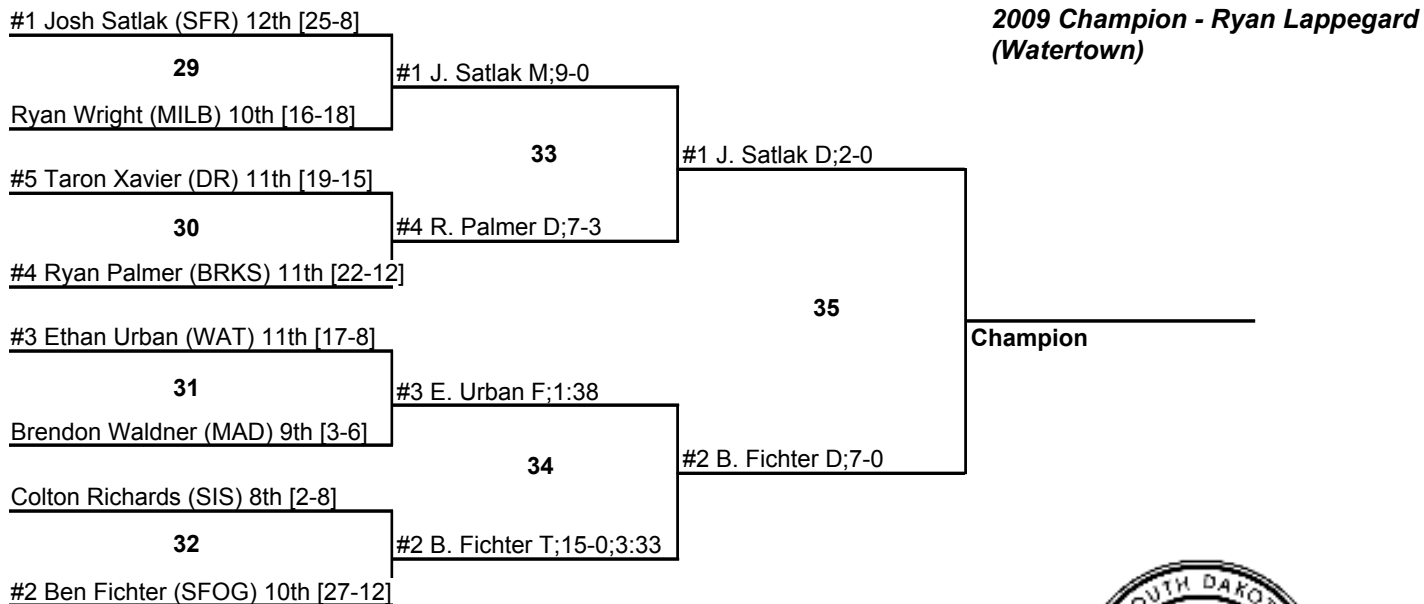 #1 Josh Satlak (SFR) 12th [25-8]
2009 Champion - Ryan Lappegard
(Watertown)
29
#1 J. Satlak M;9-0
Ryan Wright (MILB) 10th [16-18]
33
#1 J. Satlak D;2-0
#5 Taron Xavier (DR) 11th [19-15]
30
#4 R. Palmer D;7-3
#4 Ryan Palmer (BRKS) 11th [22-12]
35
#3 Ethan Urban (WAT) 11th [17-8]
Champion
31
#3 E. Urban F;1:38
Brendon Waldner (MAD) 9th [3-6]
34
#2 B. Fichter D;7-0
Colton Richards (SIS) 8th [2-8]
32
#2 B. Fichter T;15-0;3:33
#2 Ben Fichter (SFOG) 10th [27-12]